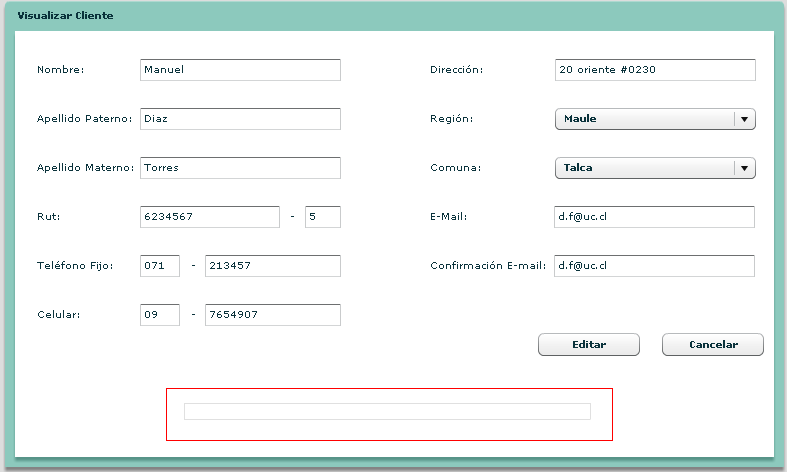 Visualizar Cliente
Nombre: Manuel Dirección: 20 oriente #0230
Apellido Paterno: Diaz Región: Maule
Apellido Materno: Torres Comuna: Talca
Rut: 6234567 - 5 E-Mail: d.f@uc.cl
Teléfono Fijo: 071 - 213457 Confirmación E-mail: d.f@uc.cl
Celular: 09 - 7654907
Editar Cancelar